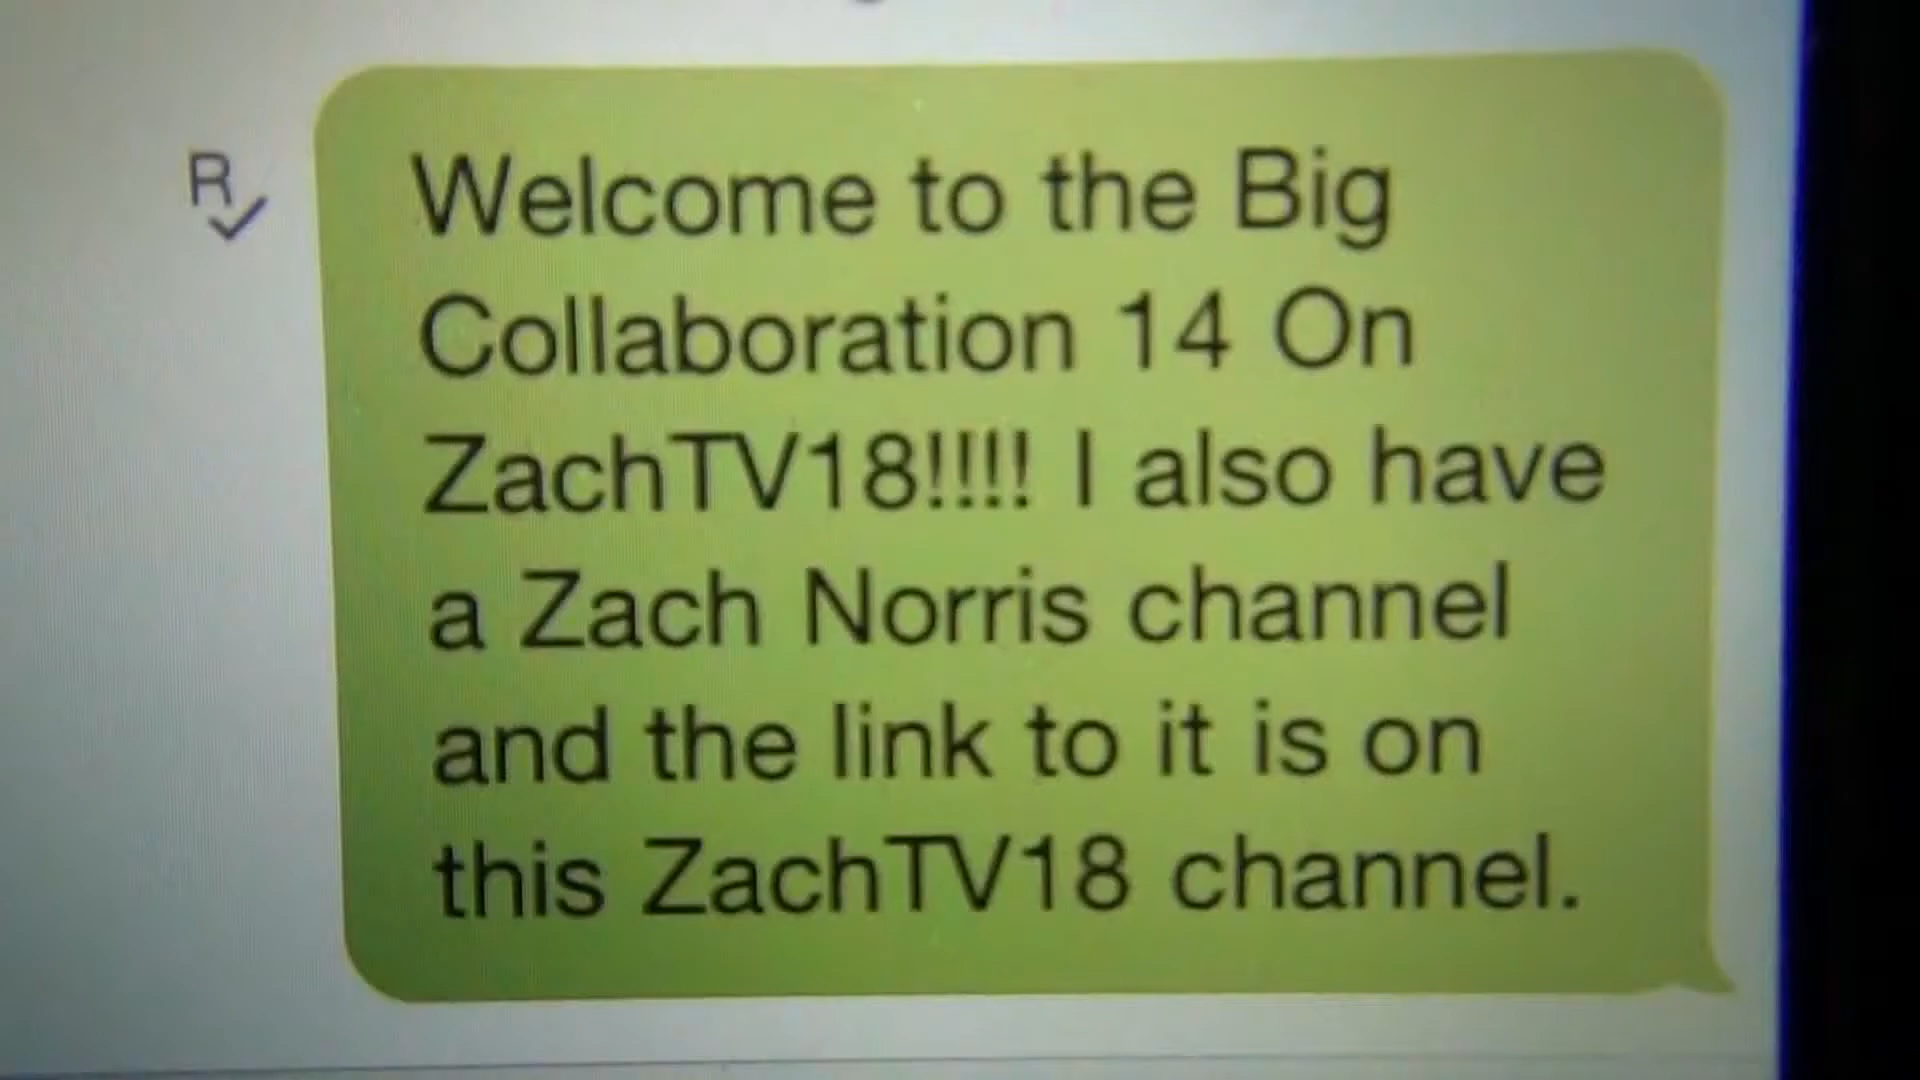 R
Welcome to the Big
Collaboration 14 On
ZachTV18!!!! I also have
a Zach Norris channel
and the link to it is on
this ZachTV18 channel.